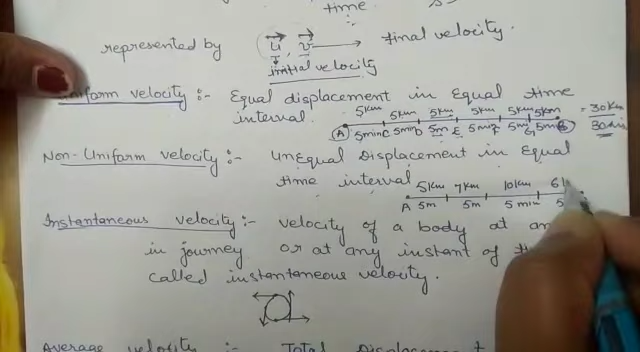 time
represented by u, v → final velocity.
initial velocity
Uniform velocity :- Equal displacement in Equal time
interval.
5km 5km 5km 5km 5km 5km
A 5min C 5min D 5m E 5min F 5m G 5m B = 30km / 30min
Non-Uniform velocity :- unEqual Displacement in Equal
time interval
5km 7km 10km 6k
A 5m 5m 5 min 5
Instantaneous velocity :- velocity of a body at
in journey or at any instant of
called instantaneous velocity.
Average velocity :- Total Displacement